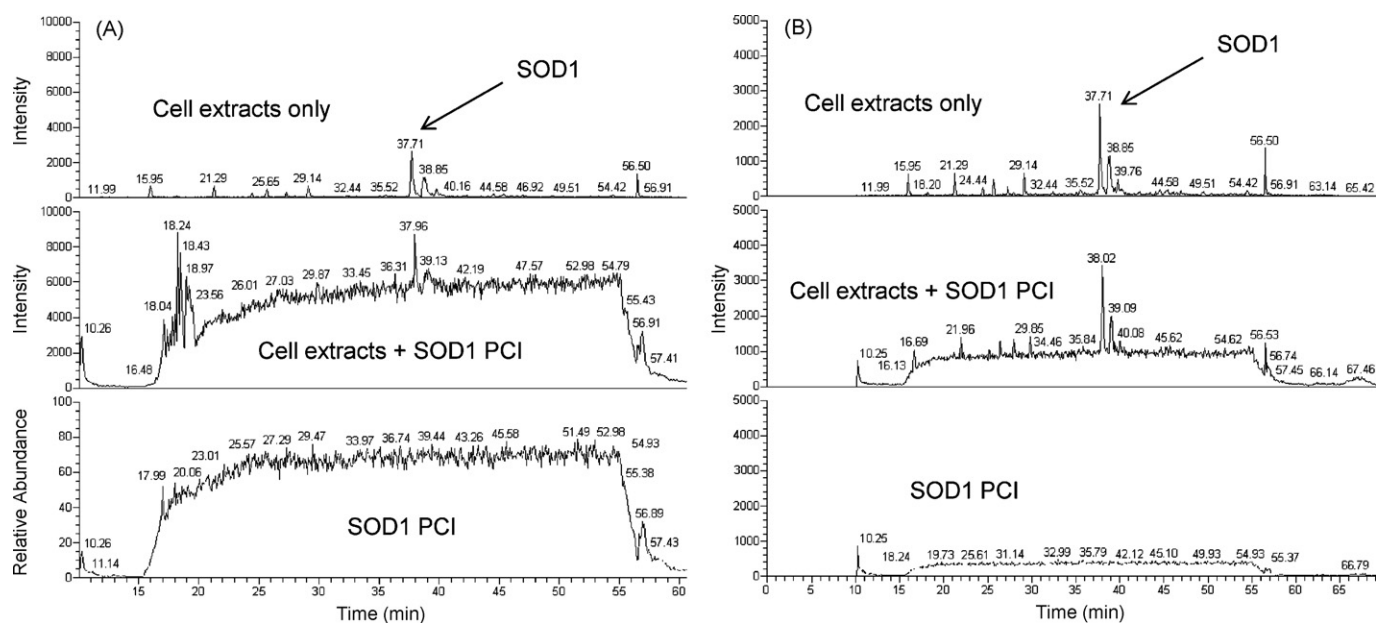 (A)
10000
8000
6000
4000
2000
0
Intensity
Cell extracts only
SOD1
11.99 15.95 21.29 25.65 29.14 32.44 35.52 37.71 38.85 40.16 44.58 46.92 49.51 54.42 56.50 56.91
10000
8000
6000
4000
2000
0
Intensity
10.26 16.48 18.04 18.24 18.43 18.97 23.56 26.01 27.03 29.87 33.45 36.31 37.96 39.13 42.19 47.57 52.98 54.79 55.43 56.91 57.41
Cell extracts + SOD1 PCI
100
80
60
40
20
0
Relative Abundance
10.26 11.14 17.99 20.06 23.01 25.57 27.29 29.47 33.97 36.74 39.44 43.26 45.58 51.49 52.98 54.93 55.38 56.89 57.43
SOD1 PCI
15 20 25 30 35 40 45 50 55 60
Time (min)
(B)
5000
4000
3000
2000
1000
0
Intensity
Cell extracts only
SOD1
11.99 15.95 18.20 21.29 24.44 29.14 32.44 35.52 37.71 38.85 39.76 44.58 49.51 54.42 56.50 56.91 63.14 65.42
5000
4000
3000
2000
1000
0
Intensity
Cell extracts + SOD1 PCI
10.25 16.13 16.69 21.96 29.85 34.46 35.84 38.02 39.09 40.08 45.62 54.62 56.53 56.74 57.45 66.14 67.46
5000
4000
3000
2000
1000
0
SOD1 PCI
10.25 18.24 19.73 25.61 31.14 32.99 35.79 42.12 45.10 49.93 54.93 55.37 66.79
0 5 10 15 20 25 30 35 40 45 50 55 60 65
Time (min)